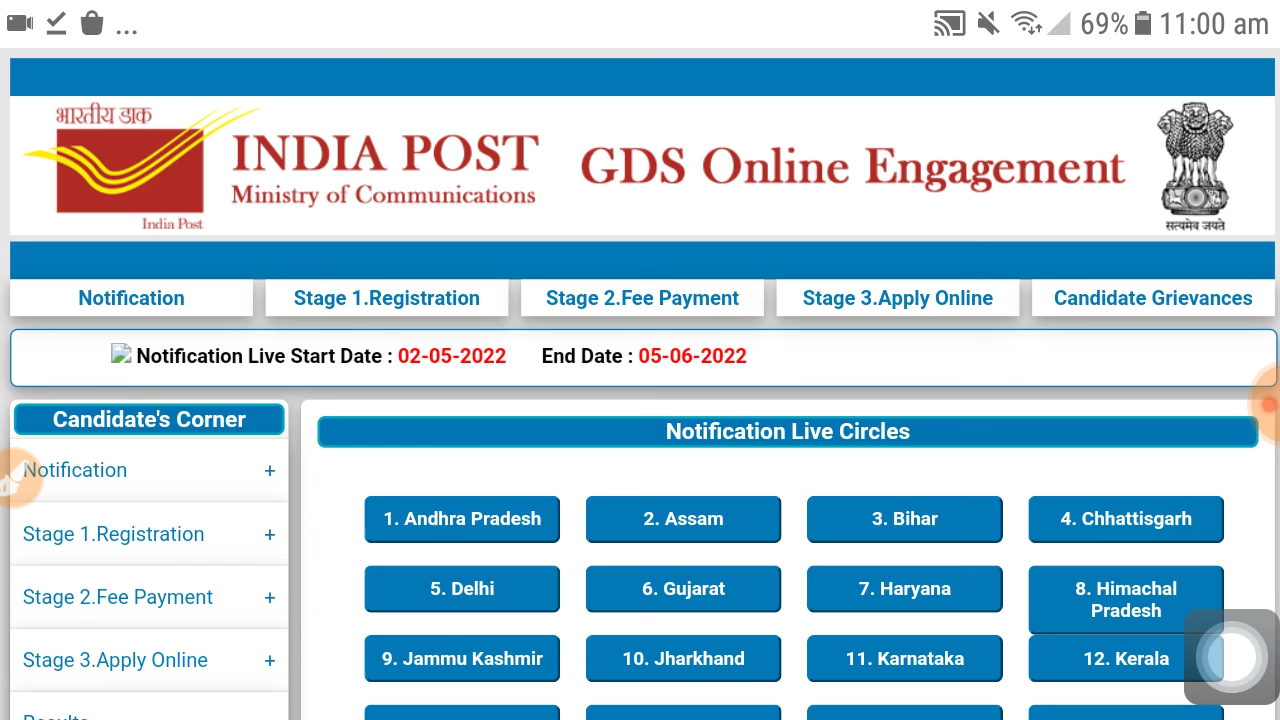 ...
69% 11:00 am
भारतीय डाक
INDIA POST
Ministry of Communications
India Post
GDS Online Engagement
सत्यमेव जयते
Notification Stage 1.Registration Stage 2.Fee Payment Stage 3.Apply Online Candidate Grievances
Notification Live Start Date : 02-05-2022 End Date : 05-06-2022
Candidate's Corner
Notification +
Stage 1.Registration +
Stage 2.Fee Payment +
Stage 3.Apply Online +
Results
Notification Live Circles
1. Andhra Pradesh 2. Assam 3. Bihar 4. Chhattisgarh
5. Delhi 6. Gujarat 7. Haryana 8. Himachal
Pradesh
9. Jammu Kashmir 10. Jharkhand 11. Karnataka 12. Kerala